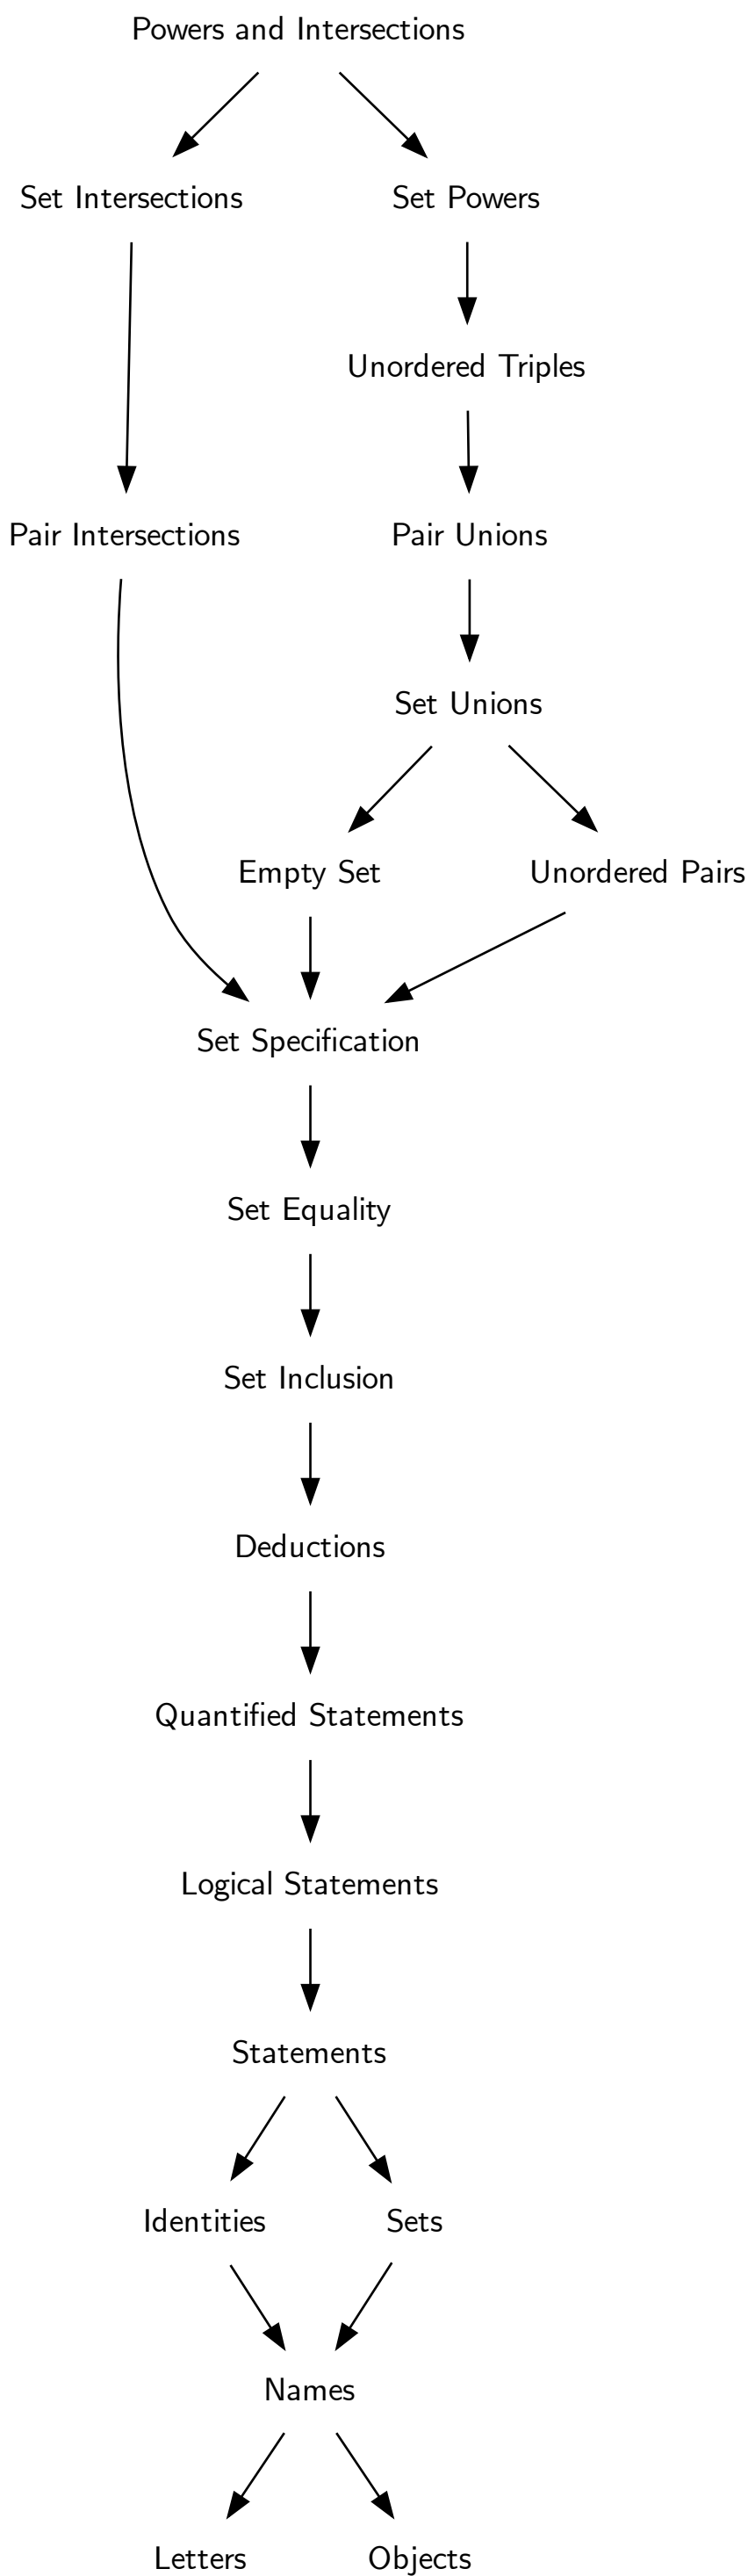 Powers and Intersections
Set Intersections
Set Powers
Unordered Triples
Pair Intersections
Pair Unions
Set Unions
Empty Set
Unordered Pairs
Set Specification
Set Equality
Set Inclusion
Deductions
Quantified Statements
Logical Statements
Statements
Identities
Sets
Names
Letters
Objects